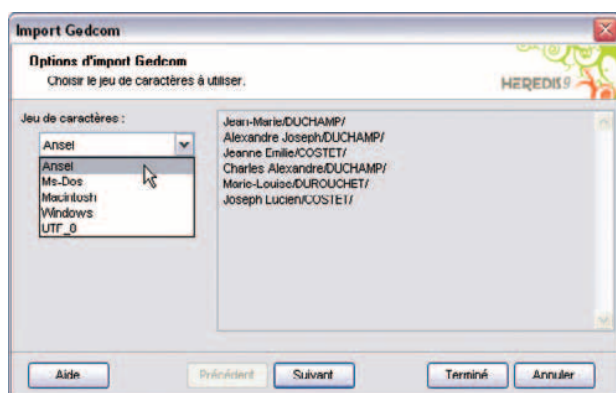 Import Gedcom
Options d'import Gedcom
Choisir le jeu de caractères à utiliser.
HEREDIS 9
Jeu de caractères :
Ansel
Ansel
Ms-Dos
Macintosh
Windows
UTF_8
Jean-Marie/DUCHAMP/
Alexandre Joseph/DUCHAMP/
Jeanne Emilie/COSTET/
Charles Alexandre/DUCHAMP/
Marie-Louise/DUROUCHET/
Joseph Lucien/COSTET/
Aide
Précédent
Suivant
Terminé
Annuler